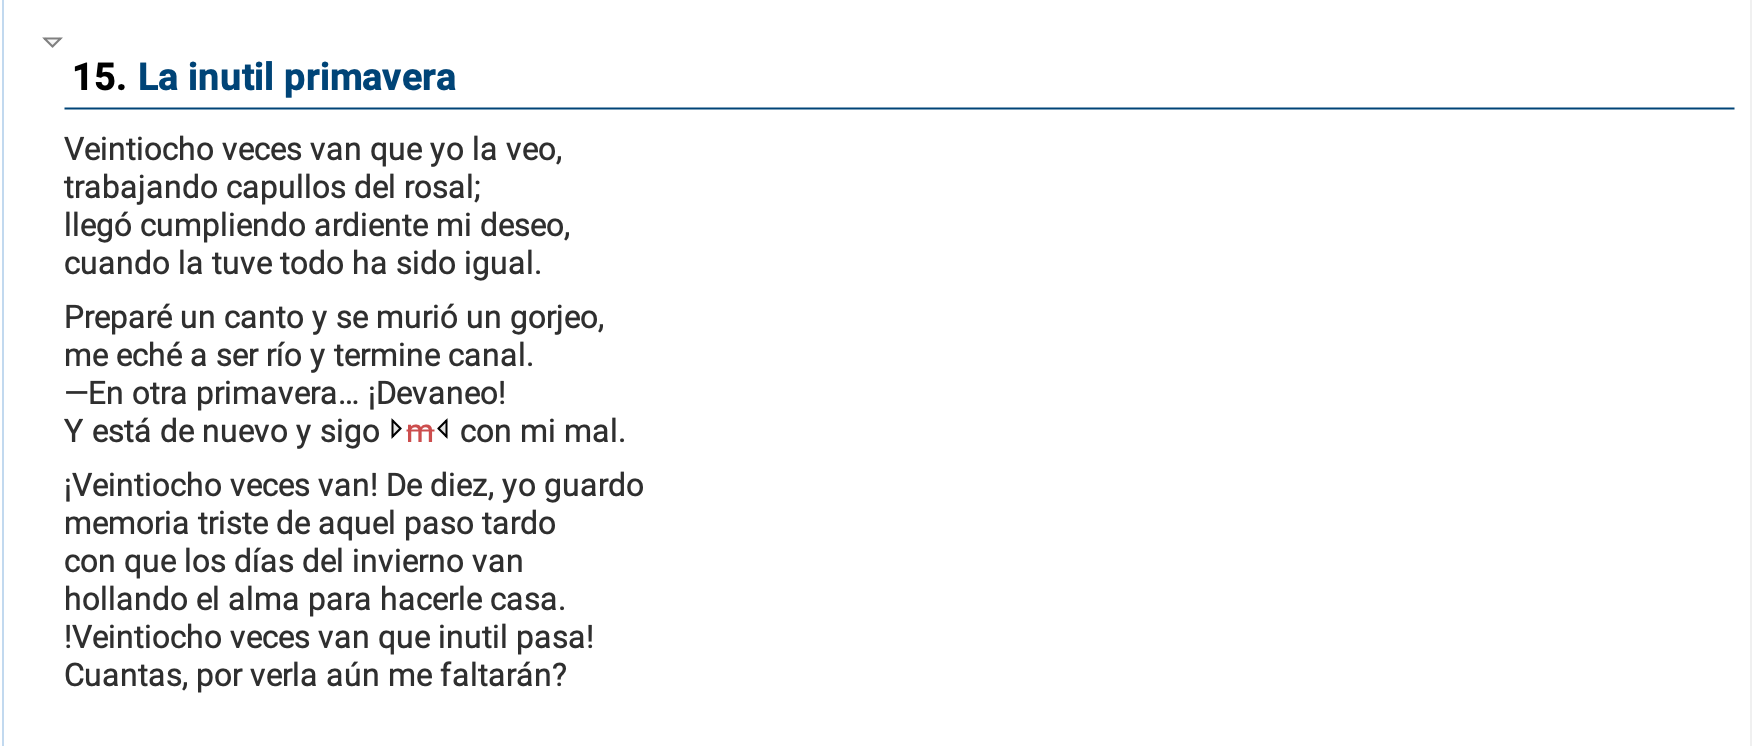 15. La inutil primavera
Veintiocho veces van que yo la veo,
trabajando capullos del rosal;
llegó cumpliendo ardiente mi deseo,
cuando la tuve todo ha sido igual.
Preparé un canto y se murió un gorjeo,
me eché a ser río y termine canal.
—En otra primavera... ¡Devaneo!
Y está de nuevo y sigo m con mi mal.
¡Veintiocho veces van! De diez, yo guardo
memoria triste de aquel paso tardo
con que los días del invierno van
hollando el alma para hacerle casa.
!Veintiocho veces van que inutil pasa!
Cuantas, por verla aún me faltarán?